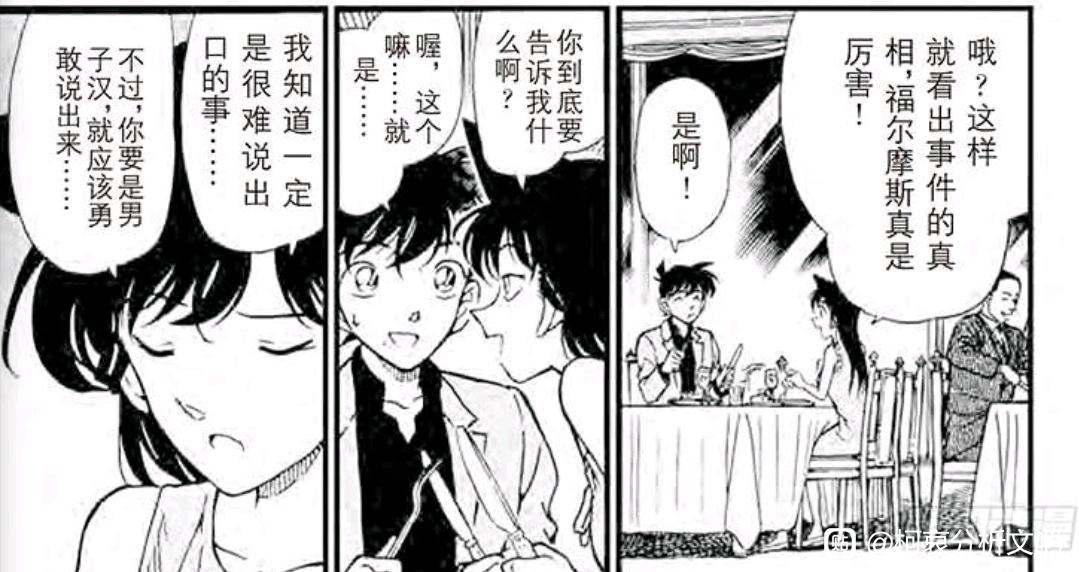 哦？这样
就看出事件的真
相，福尔摩斯真是
厉害！
是啊！
你到底要
告诉我什
么啊？
喔，这个
嘛……就
是……
我知道一定
是很难说出
口的事……
不过，你要是男
子汉，就应该勇
敢说出来……
@柯哀分析文